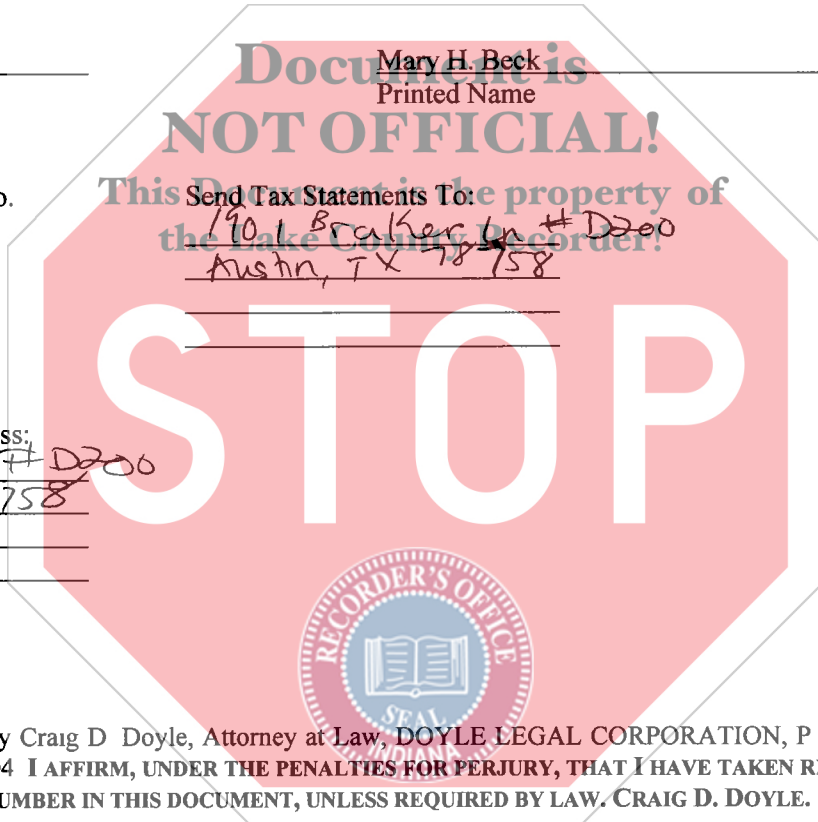 Document is
Mary H. Beck
Printed Name
NOT OFFICIAL!
o.
This Document is the property of
Send Tax Statements To:
the Lake County Recorder!
1901 Braker Ln # D200
Austin, TX 78758
STOP
ss:
# D200
758
RECORDER'S OFFICE
SEAL
INDIANA
y Craig D Doyle, Attorney at Law, DOYLE LEGAL CORPORATION, P
4 I AFFIRM, UNDER THE PENALTIES FOR PERJURY, THAT I HAVE TAKEN RE
UMBER IN THIS DOCUMENT, UNLESS REQUIRED BY LAW. CRAIG D. DOYLE.